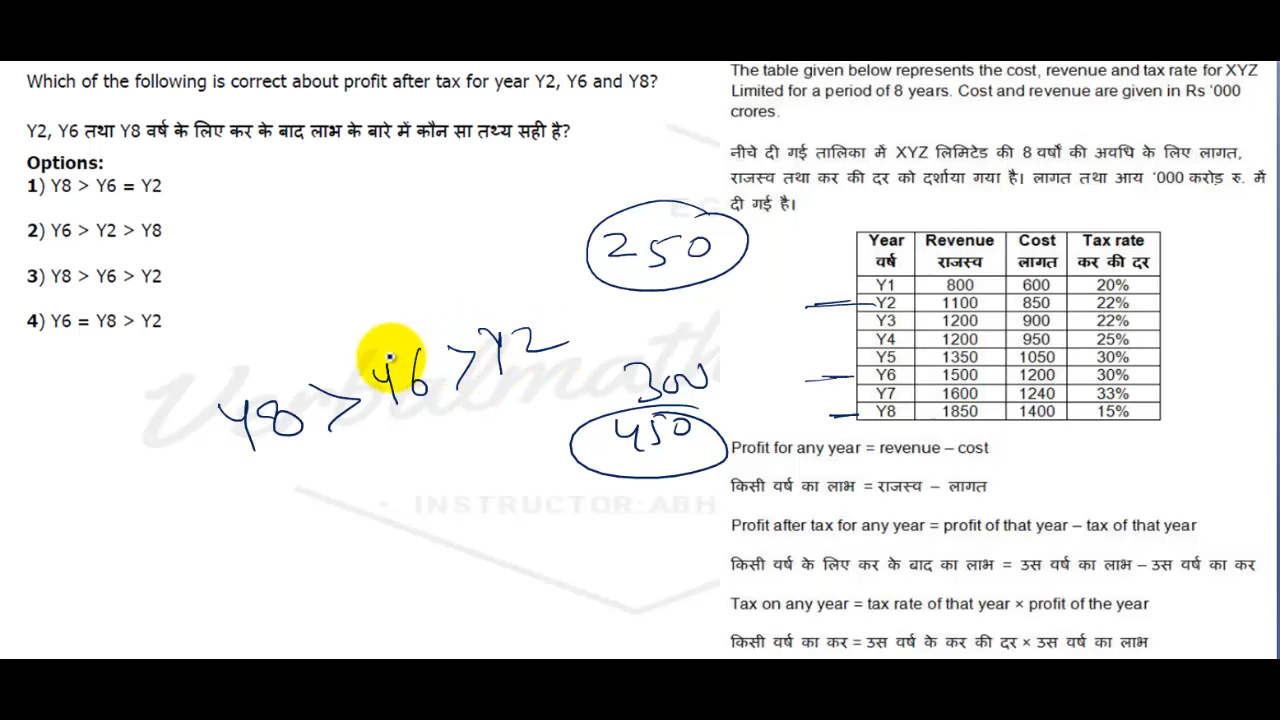 Which of the following is correct about profit after tax for year Y2, Y6 and Y8?
Y2, Y6 तथा Y8 वर्ष के लिए कर के बाद लाभ के बारे में कौन सा तथ्य सही है?
Options:
1) Y8 > Y6 = Y2
2) Y6 > Y2 > Y8
3) Y8 > Y6 > Y2
4) Y6 = Y8 > Y2
250
300
450
Y8 > Y6 > Y2
INSTRUCTOR: ABH
The table given below represents the cost, revenue and tax rate for XYZ
Limited for a period of 8 years. Cost and revenue are given in Rs '000
crores.
नीचे दी गई तालिका में XYZ लिमिटेड की 8 वर्षों की अवधि के लिए लागत,
राजस्व तथा कर की दर को दर्शाया गया है। लागत तथा आय '000 करोड़ रु. में
दी गई है।
Year Revenue Cost Tax rate
वर्ष राजस्व लागत कर की दर
Y1 800 600 20%
Y2 1100 850 22%
Y3 1200 900 22%
Y4 1200 950 25%
Y5 1350 1050 30%
Y6 1500 1200 30%
Y7 1600 1240 33%
Y8 1850 1400 15%
Profit for any year = revenue – cost
किसी वर्ष का लाभ = राजस्व – लागत
Profit after tax for any year = profit of that year – tax of that year
किसी वर्ष के लिए कर के बाद का लाभ = उस वर्ष का लाभ – उस वर्ष का कर
Tax on any year = tax rate of that year × profit of the year
किसी वर्ष का कर = उस वर्ष के कर की दर × उस वर्ष का लाभ